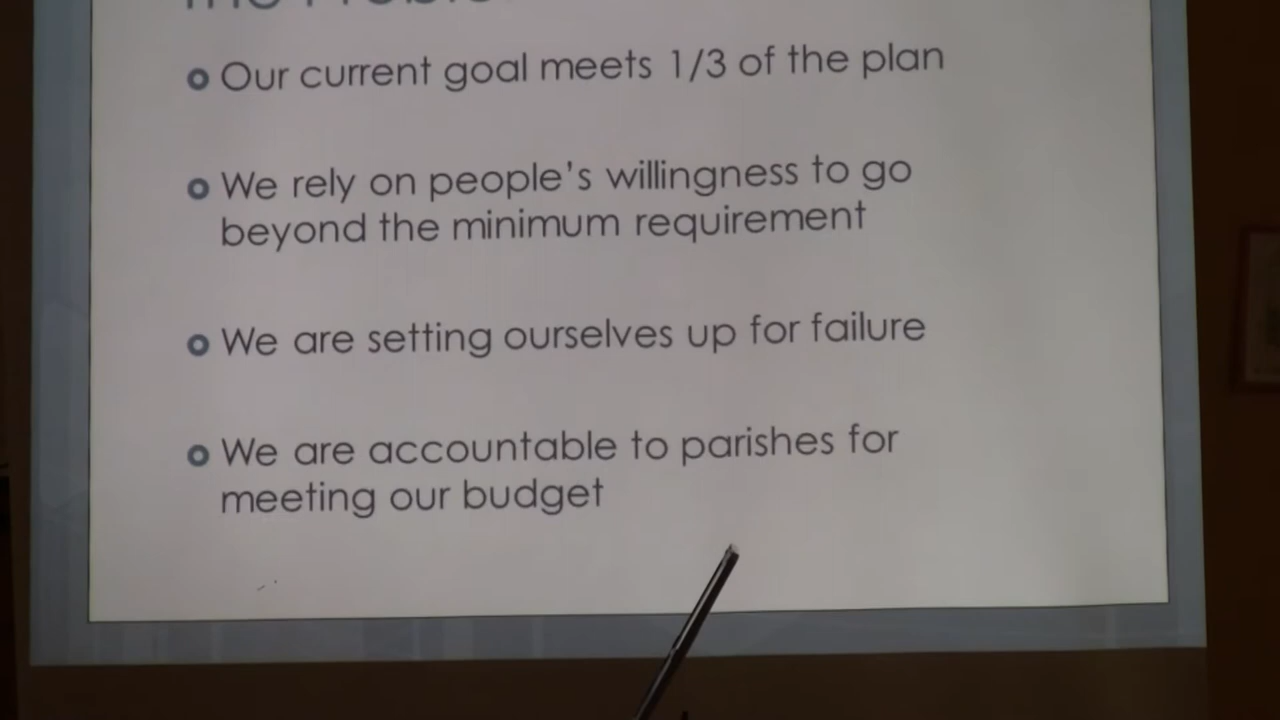 Our current goal meets 1/3 of the plan
We rely on people's willingness to go
beyond the minimum requirement
We are setting ourselves up for failure
We are accountable to parishes for
meeting our budget